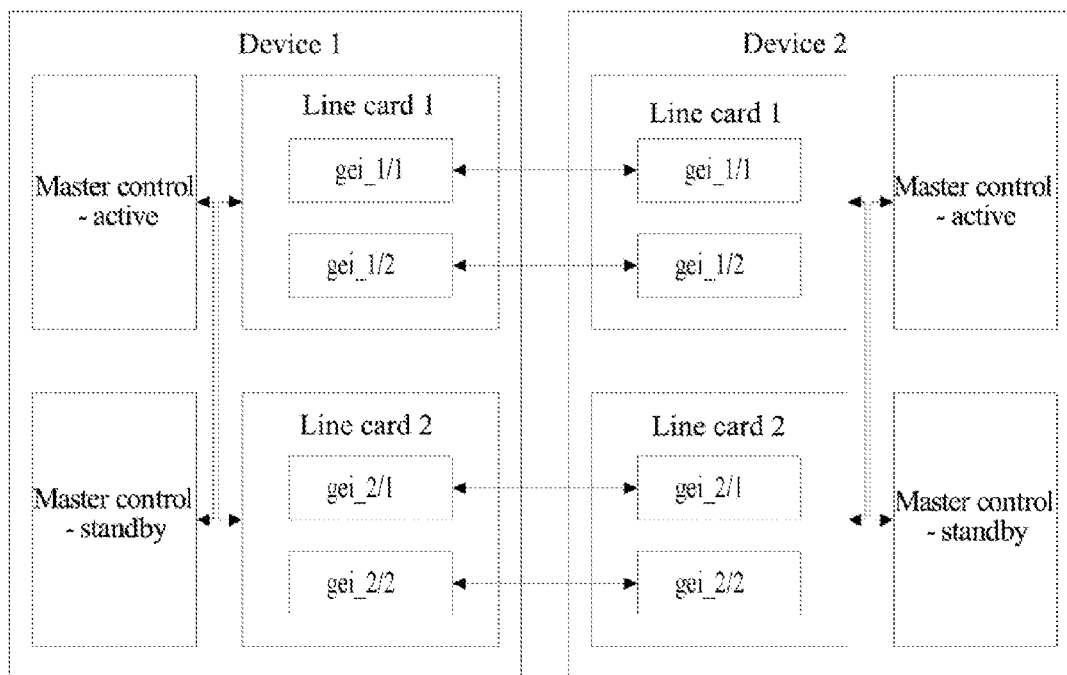 Device 1
Master control
- active
Line card 1
gei_1/1
gei_1/2
Master control
- standby
Line card 2
gei_2/1
gei_2/2
Device 2
Line card 1
gei_1/1
gei_1/2
Master control
- active
Line card 2
gei_2/1
gei_2/2
Master control
- standby